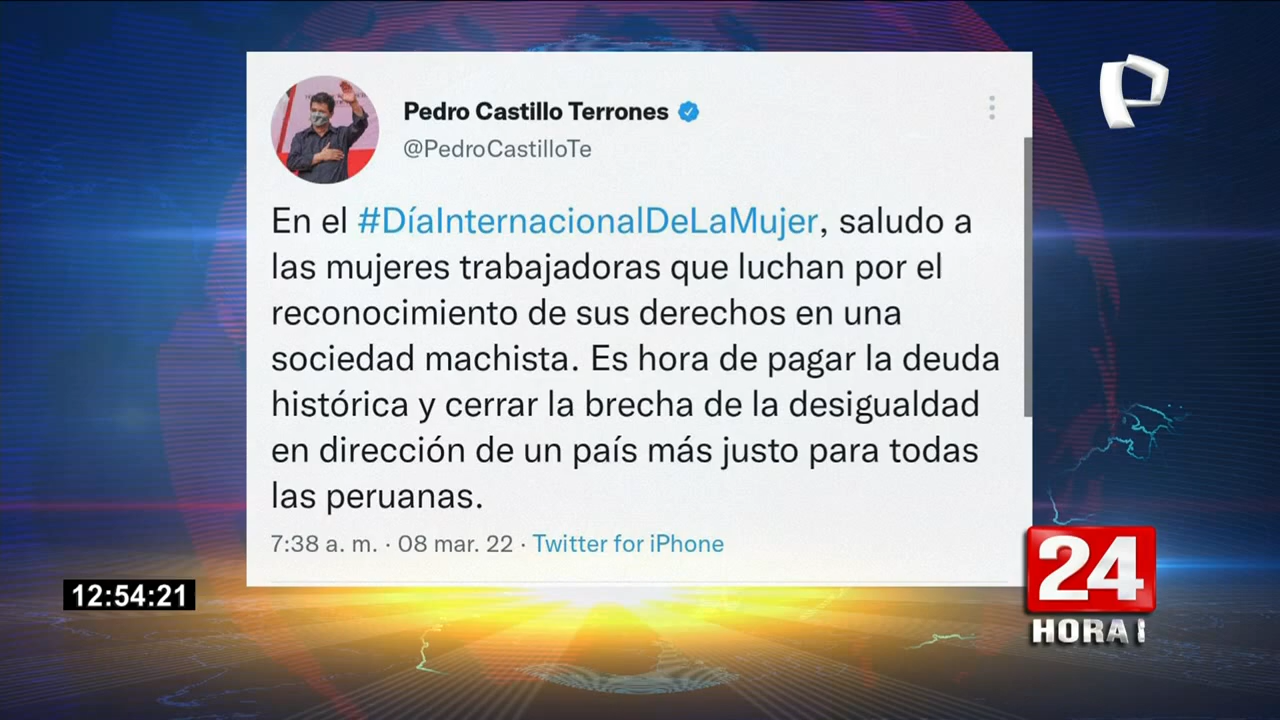 Pedro Castillo Terrones
@PedroCastilloTe
En el #DíaInternacionalDeLaMujer, saludo a
las mujeres trabajadoras que luchan por el
reconocimiento de sus derechos en una
sociedad machista. Es hora de pagar la deuda
histórica y cerrar la brecha de la desigualdad
en dirección de un país más justo para todas
las peruanas.
7:38 a. m. · 08 mar. 22 · Twitter for iPhone
12:54:21
P
24
HORA